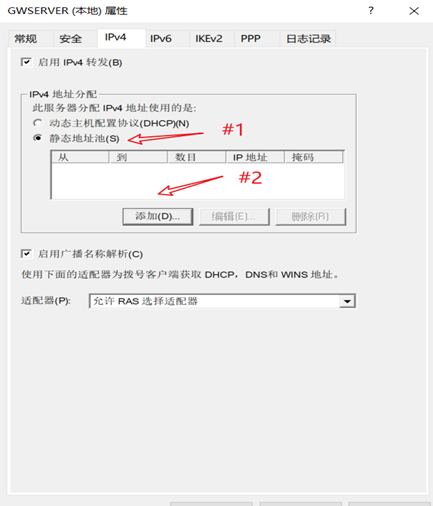 GWSERVER (本地) 属性 ? ×
常规 安全 IPv4 IPv6 IKEv2 PPP 日志记录
启用 IPv4 转发(B)
IPv4 地址分配
此服务器分配 IPv4 地址使用的是:
动态主机配置协议(DHCP)(N)
静态地址池(S) #1
从 到 数目 IP 地址 掩码
#2
添加(D)... 编辑(E)... 删除(R)
启用广播名称解析(C)
使用下面的适配器为拨号客户端获取 DHCP, DNS和 WINS 地址。
适配器(P): 允许 RAS 选择适配器